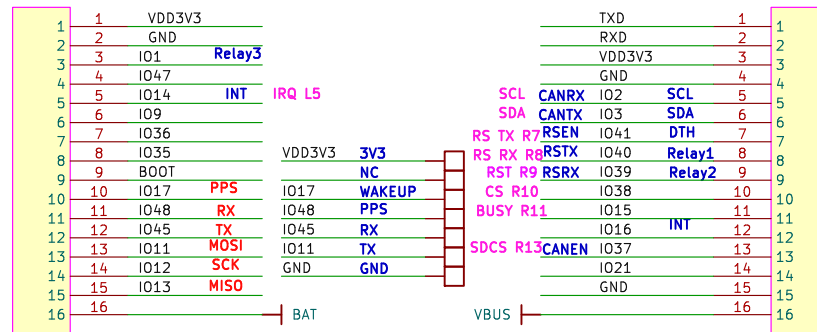 1 VDD3V3 TXD 1
1 2 GND RXD 2 1
2 3 IO1 Relay3 VDD3V3 3 2
3 4 IO47 GND 4 3
4 5 IO14 INT IRQ L5 SCL CANRX IO2 SCL 5 4
5 6 IO9 SDA CANTX IO3 SDA 6 5
6 7 IO36 RS TX R7 RSEN IO41 DTH 7 6
7 8 IO35 VDD3V3 3V3 RS RX R8 RSTX IO40 Relay1 8 7
8 9 BOOT NC RST R9 RSRX IO39 Relay2 9 8
9 10 IO17 PPS IO17 WAKEUP CS R10 IO38 10 9
10 11 IO48 RX IO48 PPS BUSY R11 IO15 11 10
11 12 IO45 TX IO45 RX IO16 INT 12 11
12 13 IO11 MOSI IO11 TX SDCS R13 CANEN IO37 13 12
13 14 IO12 SCK GND GND IO21 14 13
14 15 IO13 MISO GND 15 14
15 16 16 15
16 BAT VBUS 16